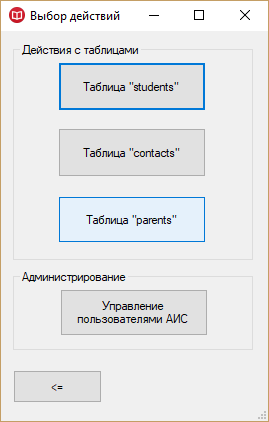 Выбор действий
Действия с таблицами
Таблица "students"
Таблица "contacts"
Таблица "parents"
Администрирование
Управление
пользователями АИС
<=